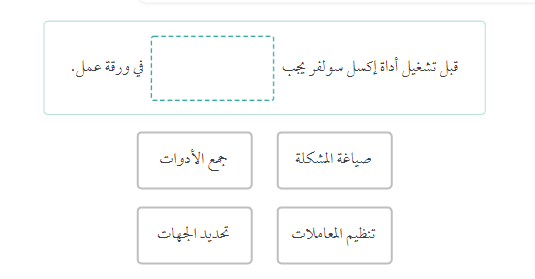 قبل تشغيل أداة إكسل سولفر يجب في ورقة عمل.
صياغة المشكلة
جمع الأدوات
تنظيم المعاملات
تحديد الجهات